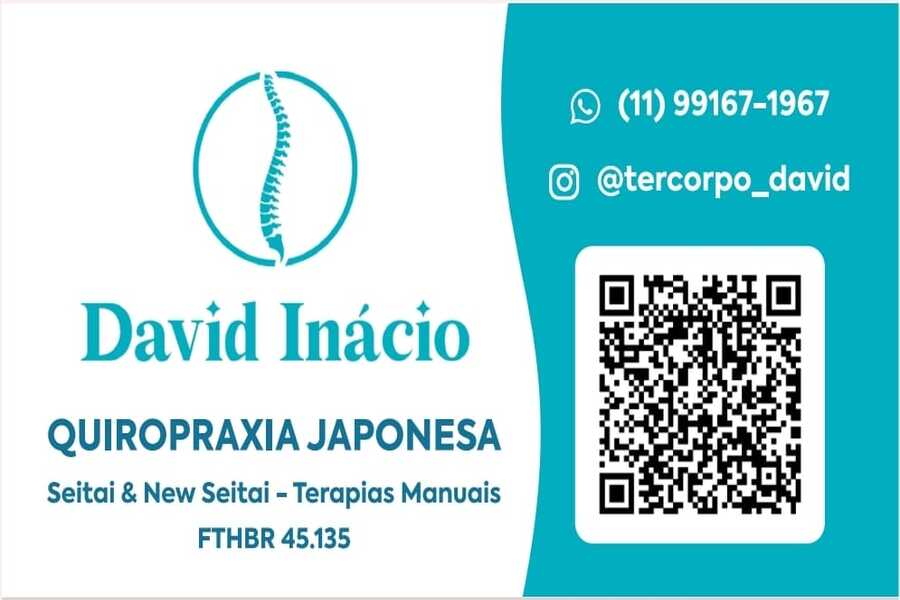 David Inácio
QUIROPRAXIA JAPONESA
Seitai & New Seitai - Terapias Manuais
FTHBR 45.135
(11) 99167-1967
@tercorpo_david